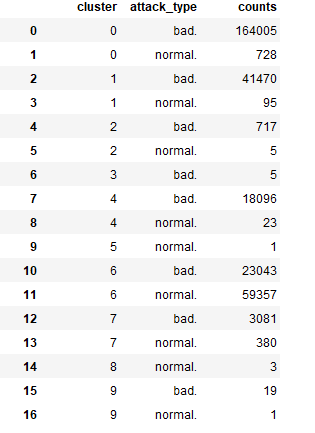 cluster attack_type counts
0 0 bad. 164005
1 0 normal. 728
2 1 bad. 41470
3 1 normal. 95
4 2 bad. 717
5 2 normal. 5
6 3 bad. 5
7 4 bad. 18096
8 4 normal. 23
9 5 normal. 1
10 6 bad. 23043
11 6 normal. 59357
12 7 bad. 3081
13 7 normal. 380
14 8 normal. 3
15 9 bad. 19
16 9 normal. 1